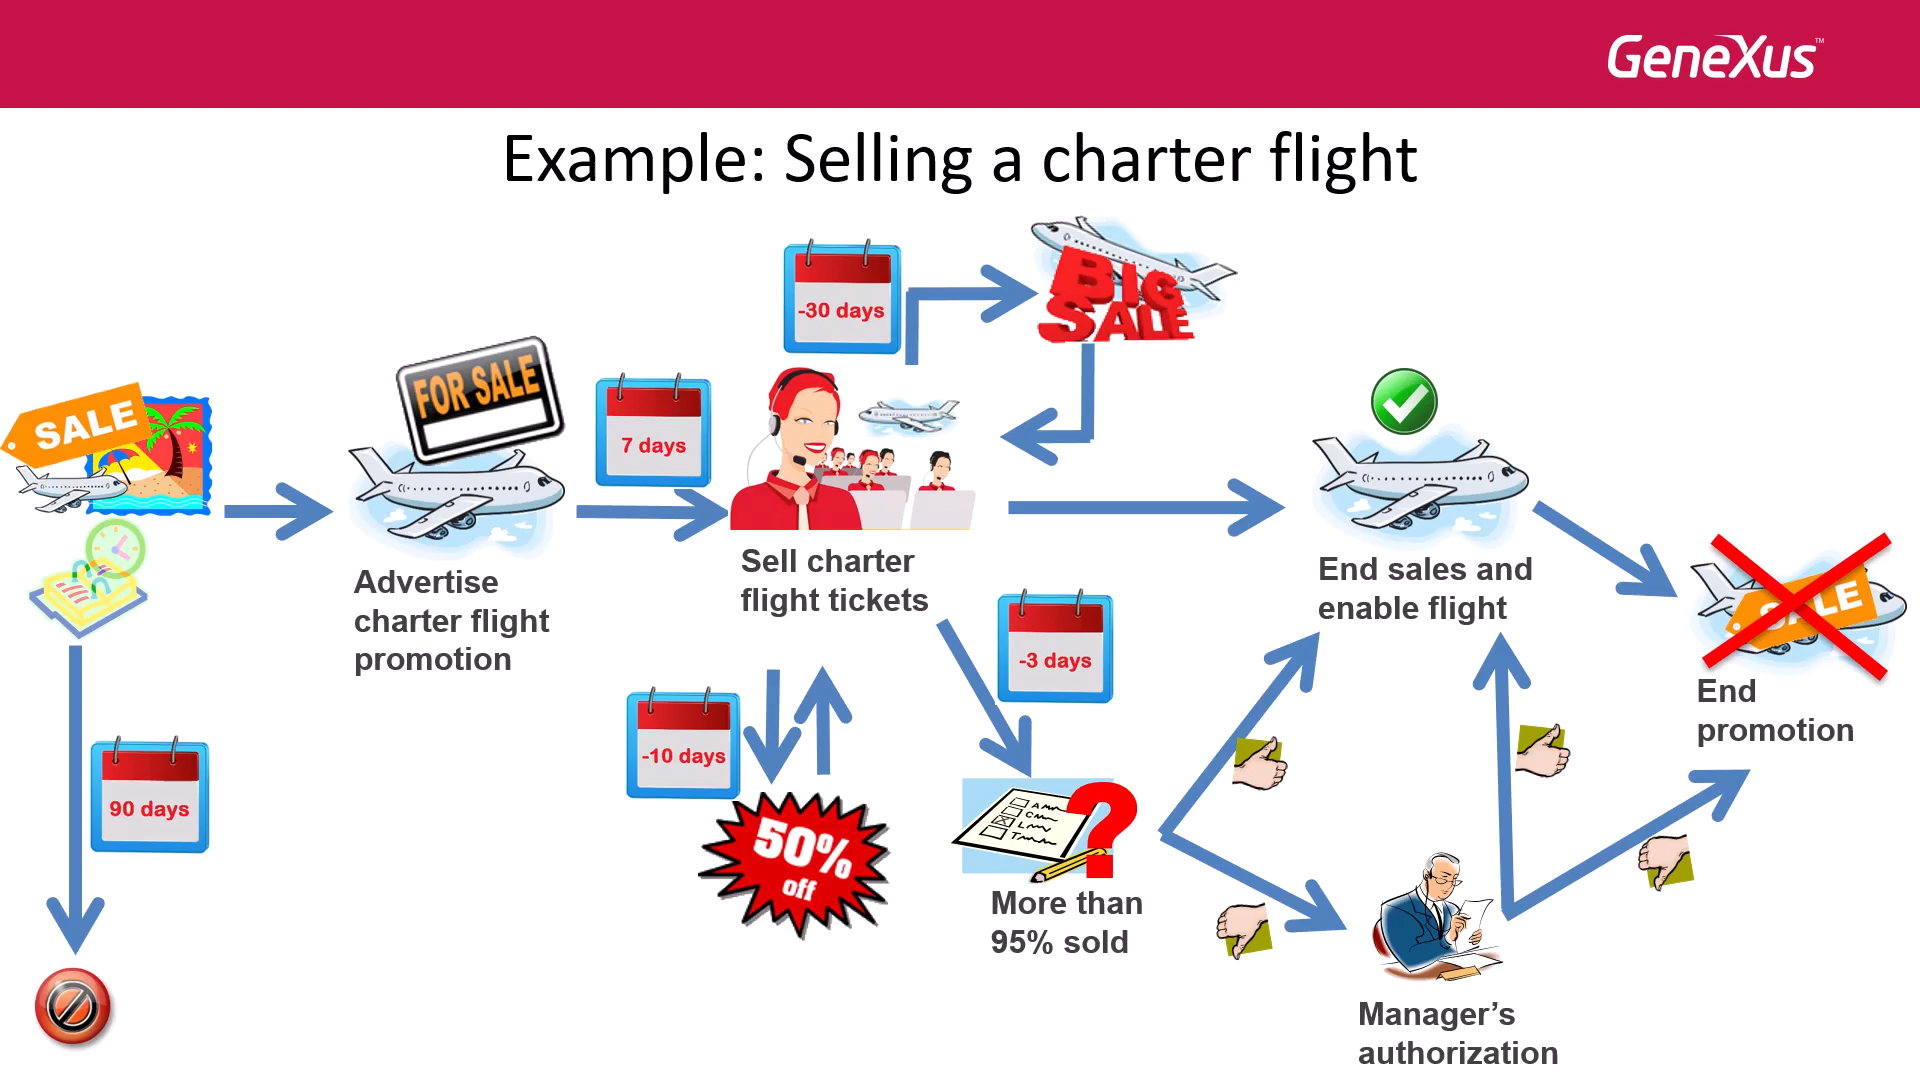 GeneXus™
Example: Selling a charter flight
-30 days
BIG
SALE
FOR SALE
SALE
7 days
Advertise
charter flight
promotion
Sell charter
flight tickets
End sales and
enable flight
SALE
-3 days
End
promotion
90 days
-10 days
50%
off
A
C
L
T
?
More than
95% sold
Manager’s
authorization